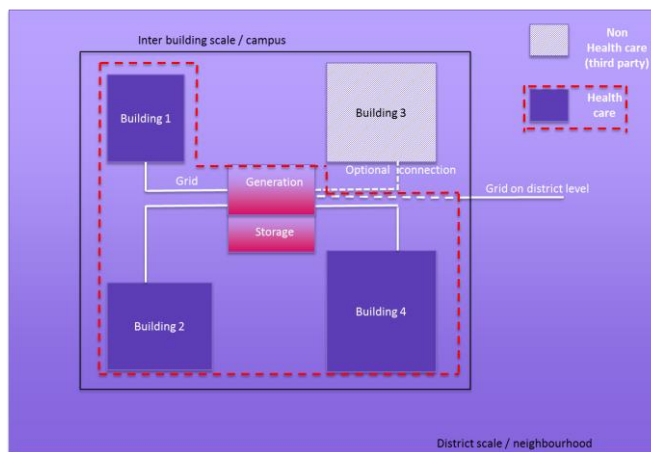 Inter building scale / campus
Non
Health care
(third party)
Health
care
Building 1
Building 3
Optional connection
Grid
Generation
Grid on district level
Storage
Building 2
Building 4
District scale / neighbourhood